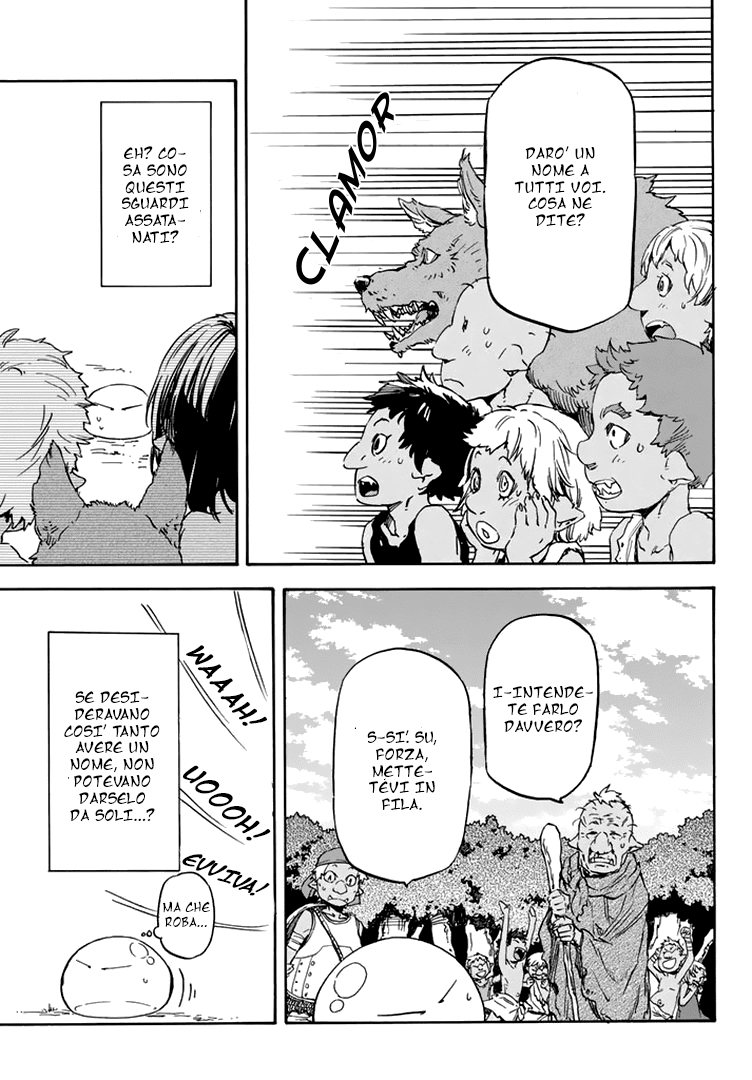 DARO' UN
NOME A
TUTTI VOI.
COSA NE
DITE?
CLAMOR
EH? CO-
SA SONO
QUESTI
SGUARDI
ASSATA-
NATI?
I-INTENDE-
TE FARLO
DAVVERO?
S-SI'. SU,
FORZA,
METTE-
TEVI IN
FILA.
WAAAH!
UOOOH!
EVVIVA!
SE DESI-
DERAVANO
COSI' TANTO
AVERE UN
NOME, NON
POTEVANO
DARSELO
DA SOLI...?
MA CHE
ROBA...